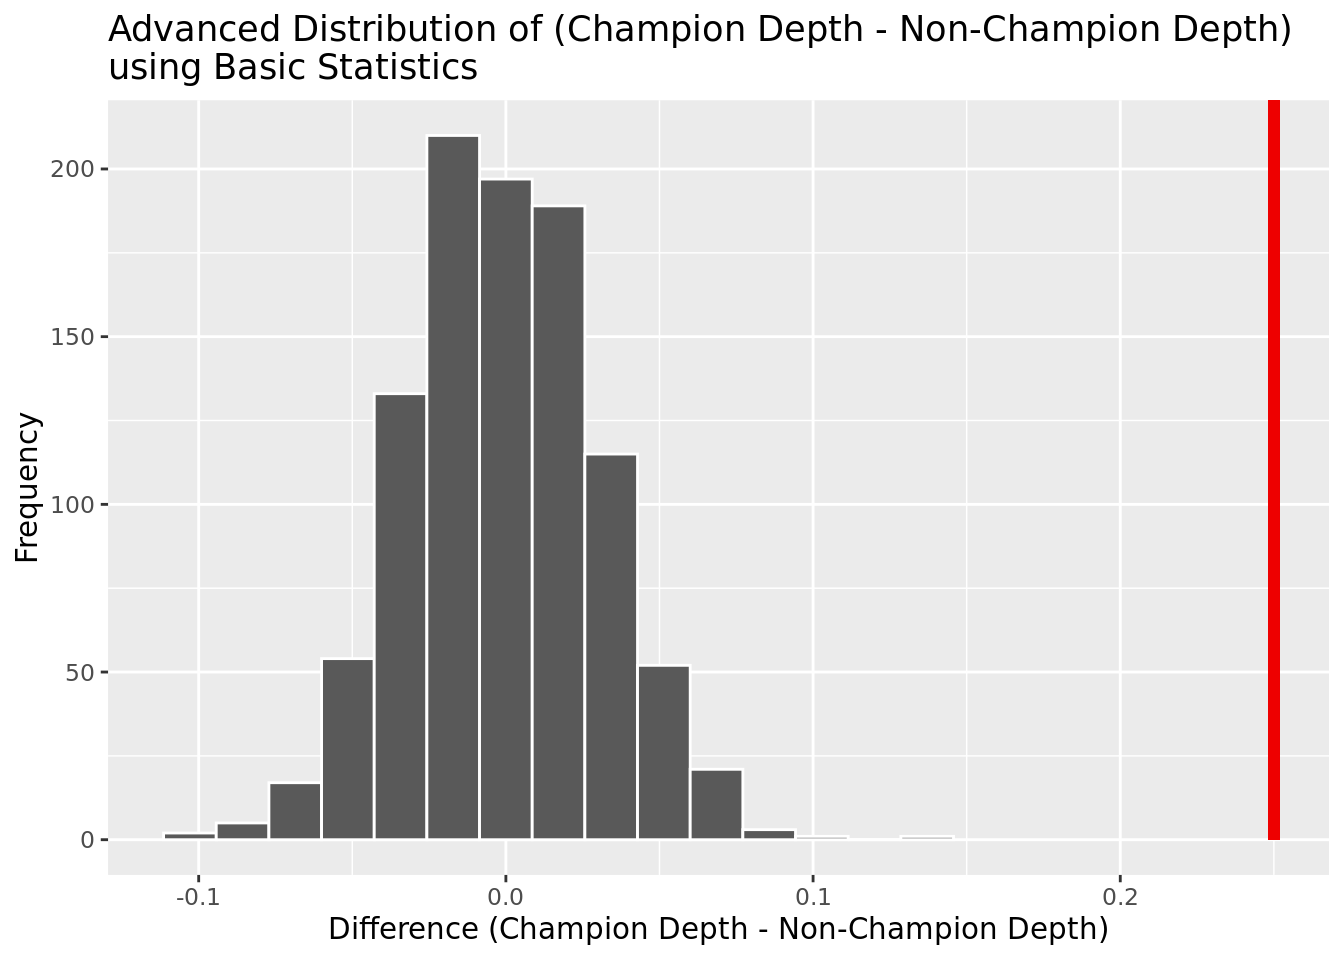 Advanced Distribution of (Champion Depth - Non-Champion Depth)
using Basic Statistics
Frequency
200
150
100
50
0
-0.1
0.0
0.1
0.2
Difference (Champion Depth - Non-Champion Depth)